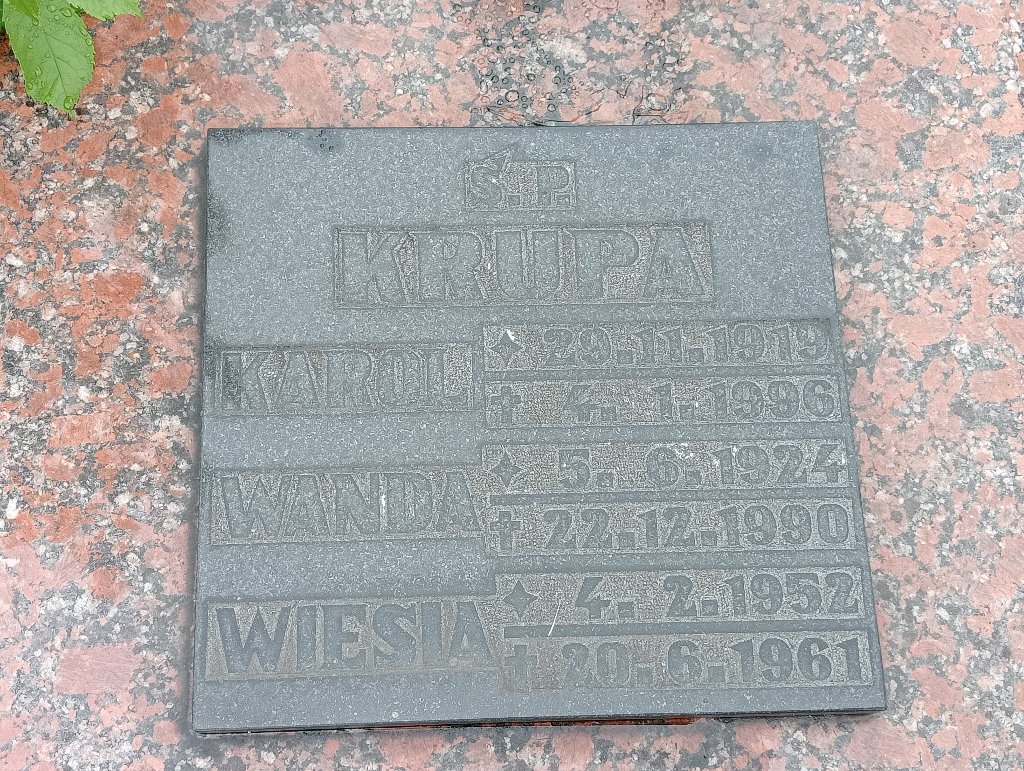 Ś.P.
KRUPA
KAROL ✦ 29.11.1919
✝ 4. 1.1996
WANDA ✦ 5. 6.1924
✝ 22.12.1990
WIESIA ✦ 4. 2.1952
✝ 20.6.1961